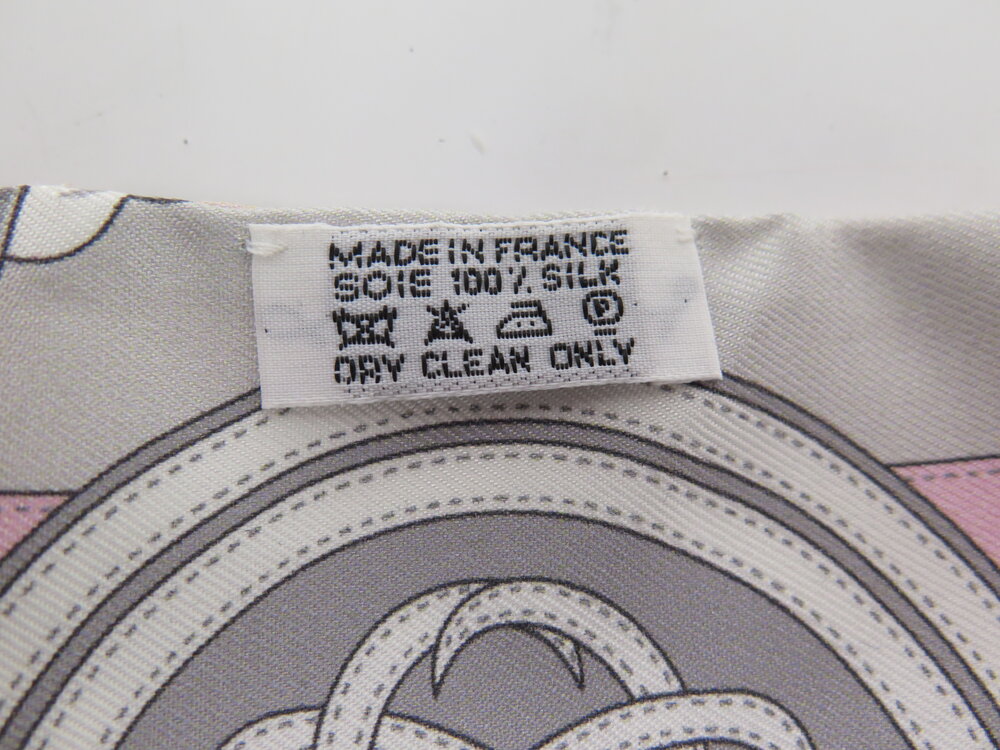 MADE IN FRANCE
SOIE 100% SILK
P
DRY CLEAN ONLY